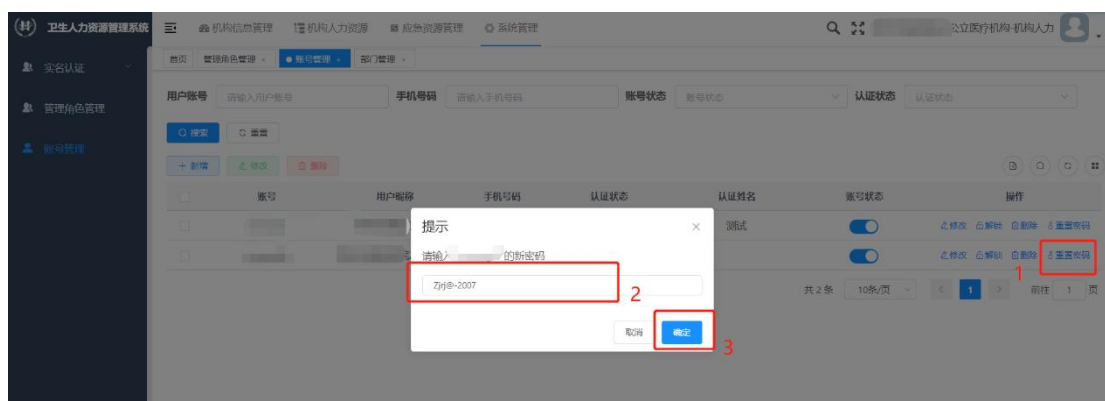 卫生人力资源管理系统
机构信息管理 机构人力资源 应急资源管理 系统管理
公立医疗机构-机构人力
实名认证
管理角色管理
账号管理
首页 管理角色管理 账号管理 部门管理
用户账号 请输入用户账号 手机号码 请输入手机号码 账号状态 账号状态 认证状态 认证状态
搜索 重置
+ 新增 修改 删除
账号 用户昵称 手机号码 认证状态 认证姓名 账号状态 操作
测试 修改 解锁 删除 重置密码
修改 解锁 删除 重置密码
1
共 2 条 10条/页 < 1 > 前往 1 页
提示 ×
请输入 的新密码
Zjrj@-2007
2
取消 确定
3